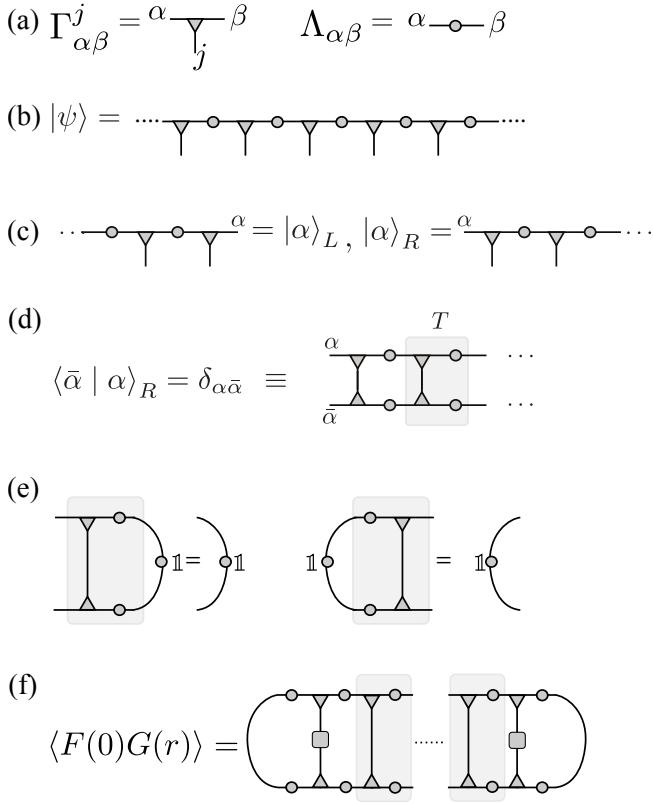 (a) Γ^j_{αβ} = α β j Λ_{αβ} = α β
(b) |ψ⟩ = .... ....
(c) ··· α = |α⟩_L , |α⟩_R = α ···
(d) T
α ···
⟨ᾱ | α⟩_R = δ_{αᾱ} ≡
ᾱ ···
(e)
𝟙 = 𝟙 𝟙 = 𝟙
(f)
⟨F(0)G(r)⟩ = ......